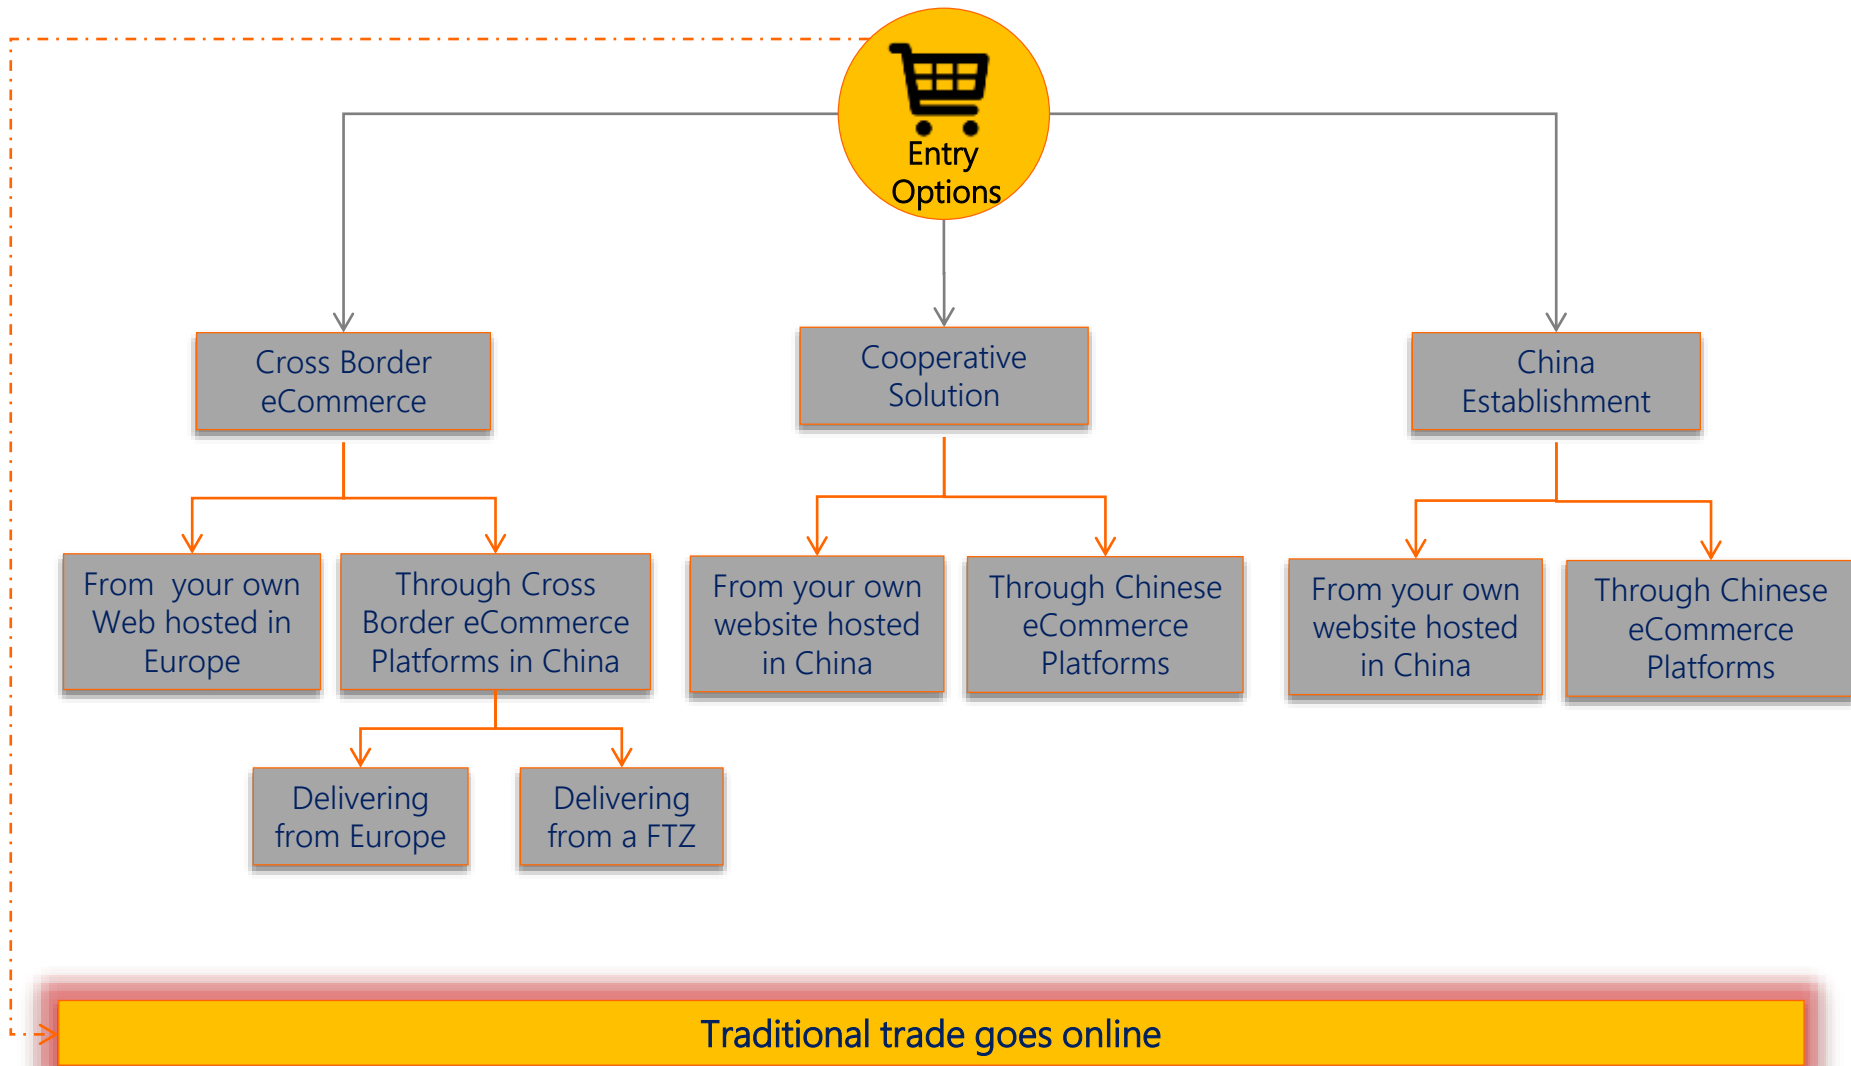 Entry
Options
Cross Border
eCommerce
Cooperative
Solution
China
Establishment
From your own
Web hosted in
Europe
Through Cross
Border eCommerce
Platforms in China
From your own
website hosted
in China
Through Chinese
eCommerce
Platforms
From your own
website hosted
in China
Through Chinese
eCommerce
Platforms
Delivering
from Europe
Delivering
from a FTZ
Traditional trade goes online